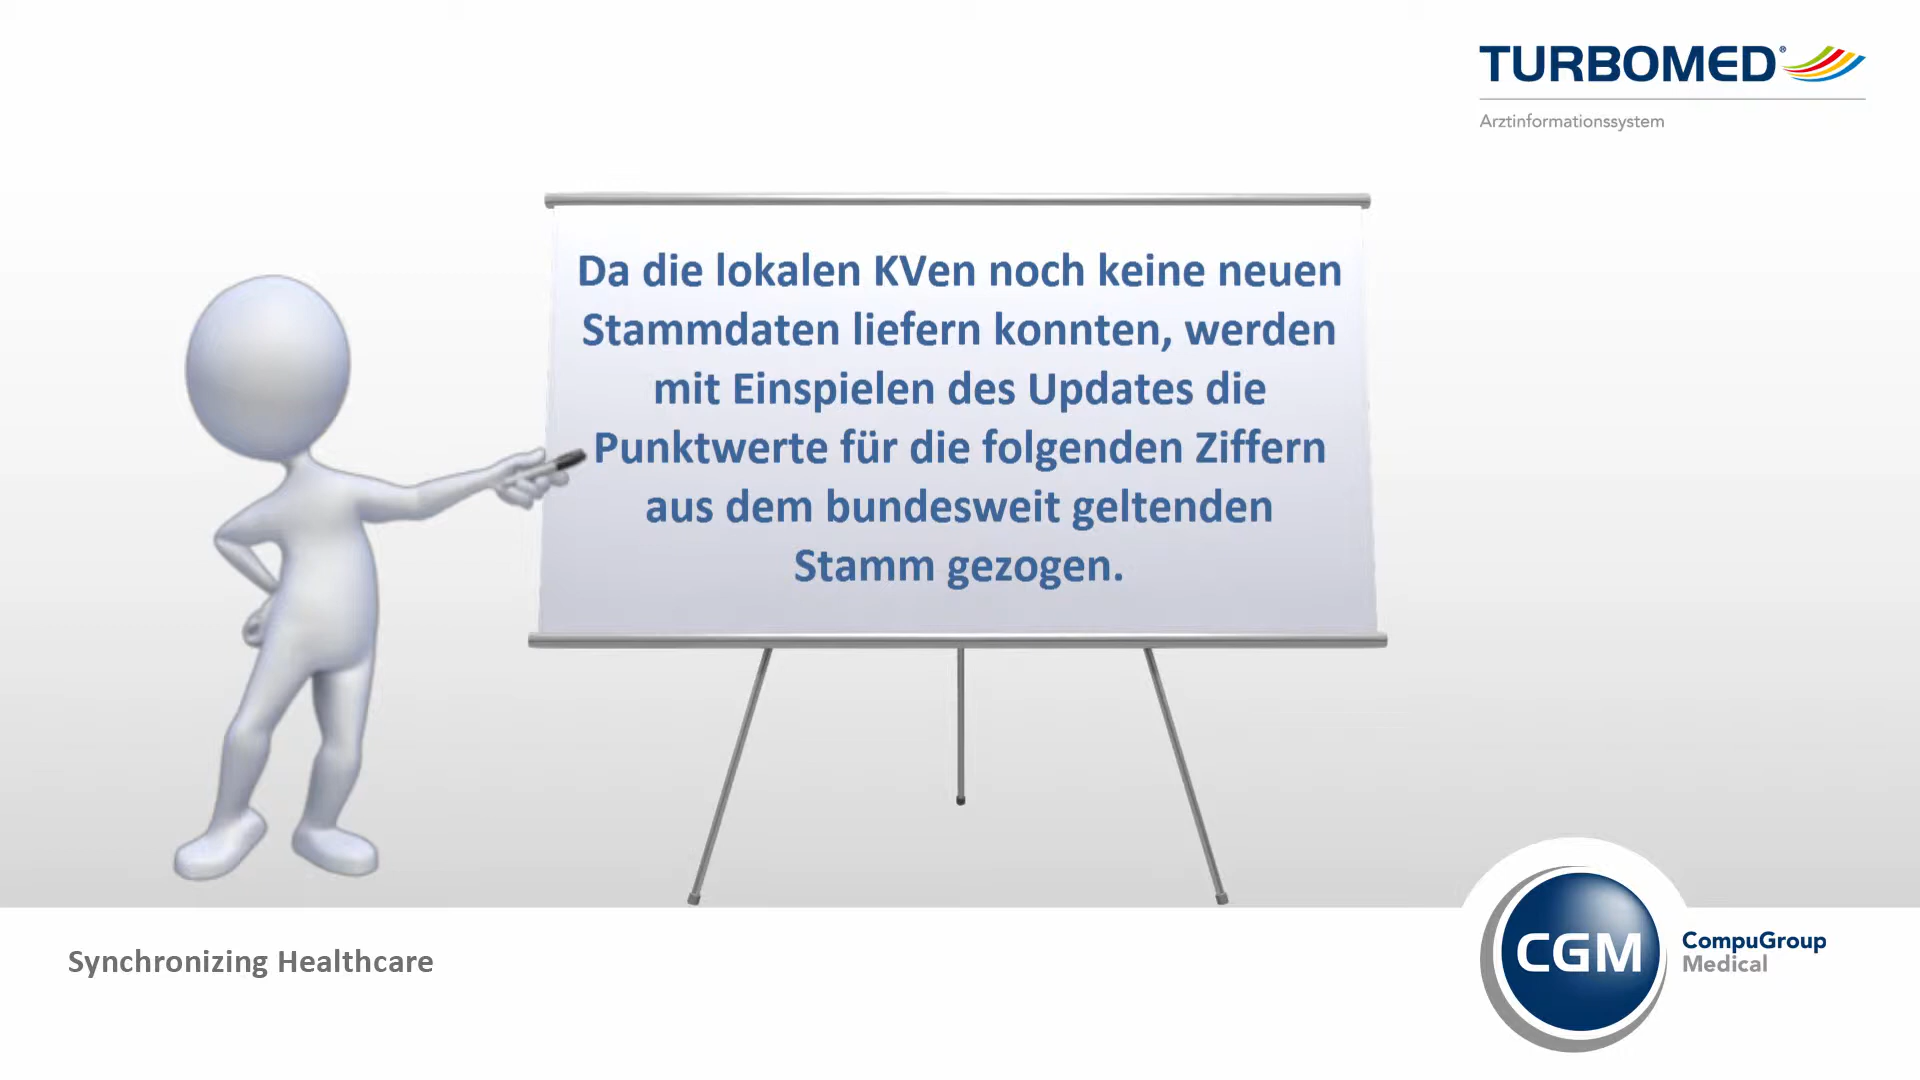 TURBOMED®
Arztinformationssystem
Da die lokalen KVen noch keine neuen
Stammdaten liefern konnten, werden
mit Einspielen des Updates die
Punktwerte für die folgenden Ziffern
aus dem bundesweit geltenden
Stamm gezogen.
Synchronizing Healthcare
CGM
CompuGroup
Medical